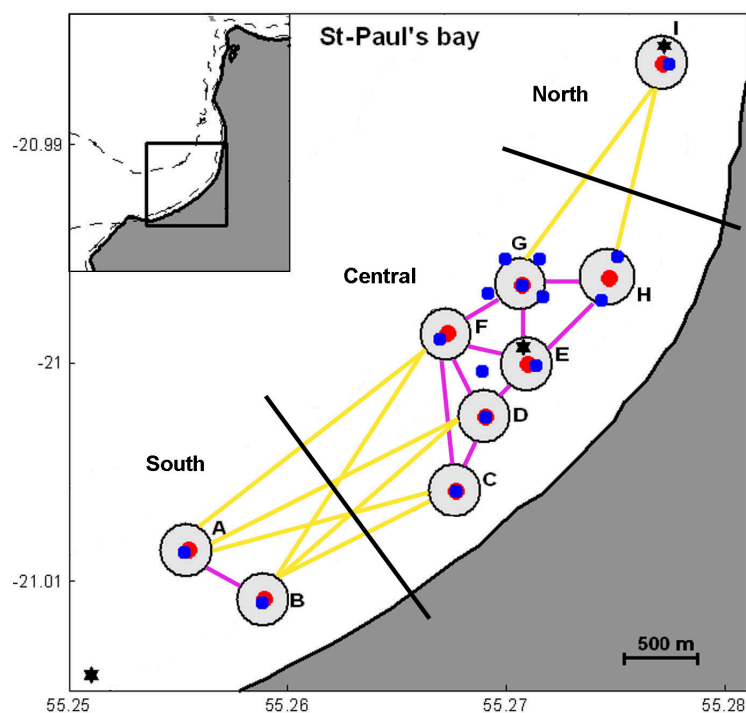 St-Paul's bay
I
North
-20.99
G
Central
H
F
E
-21
D
South
C
A
-21.01
B
500 m
55.25
55.26
55.27
55.28